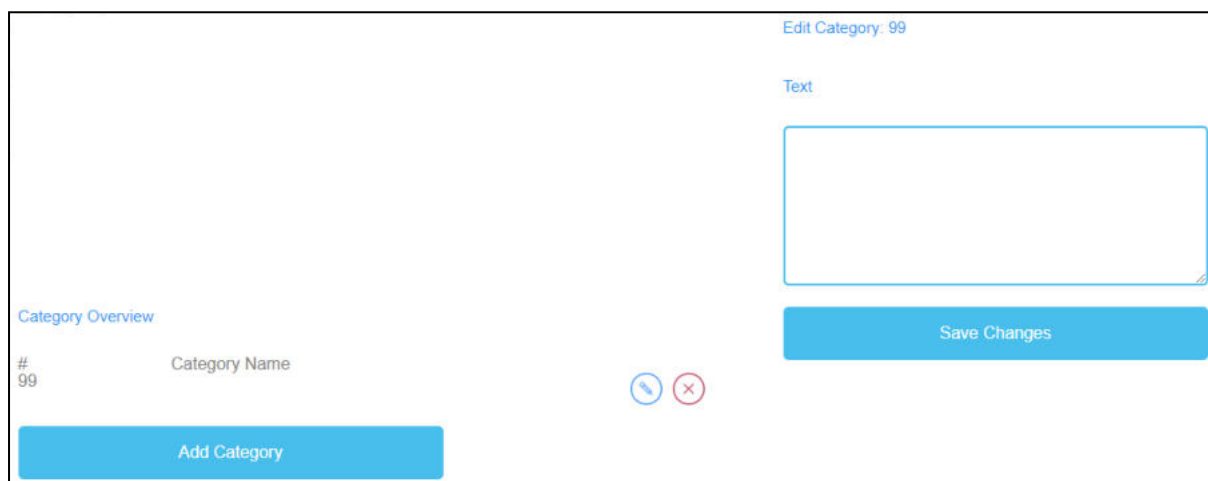 Edit Category: 99
Text
Save Changes
Category Overview
# Category Name
99
Add Category